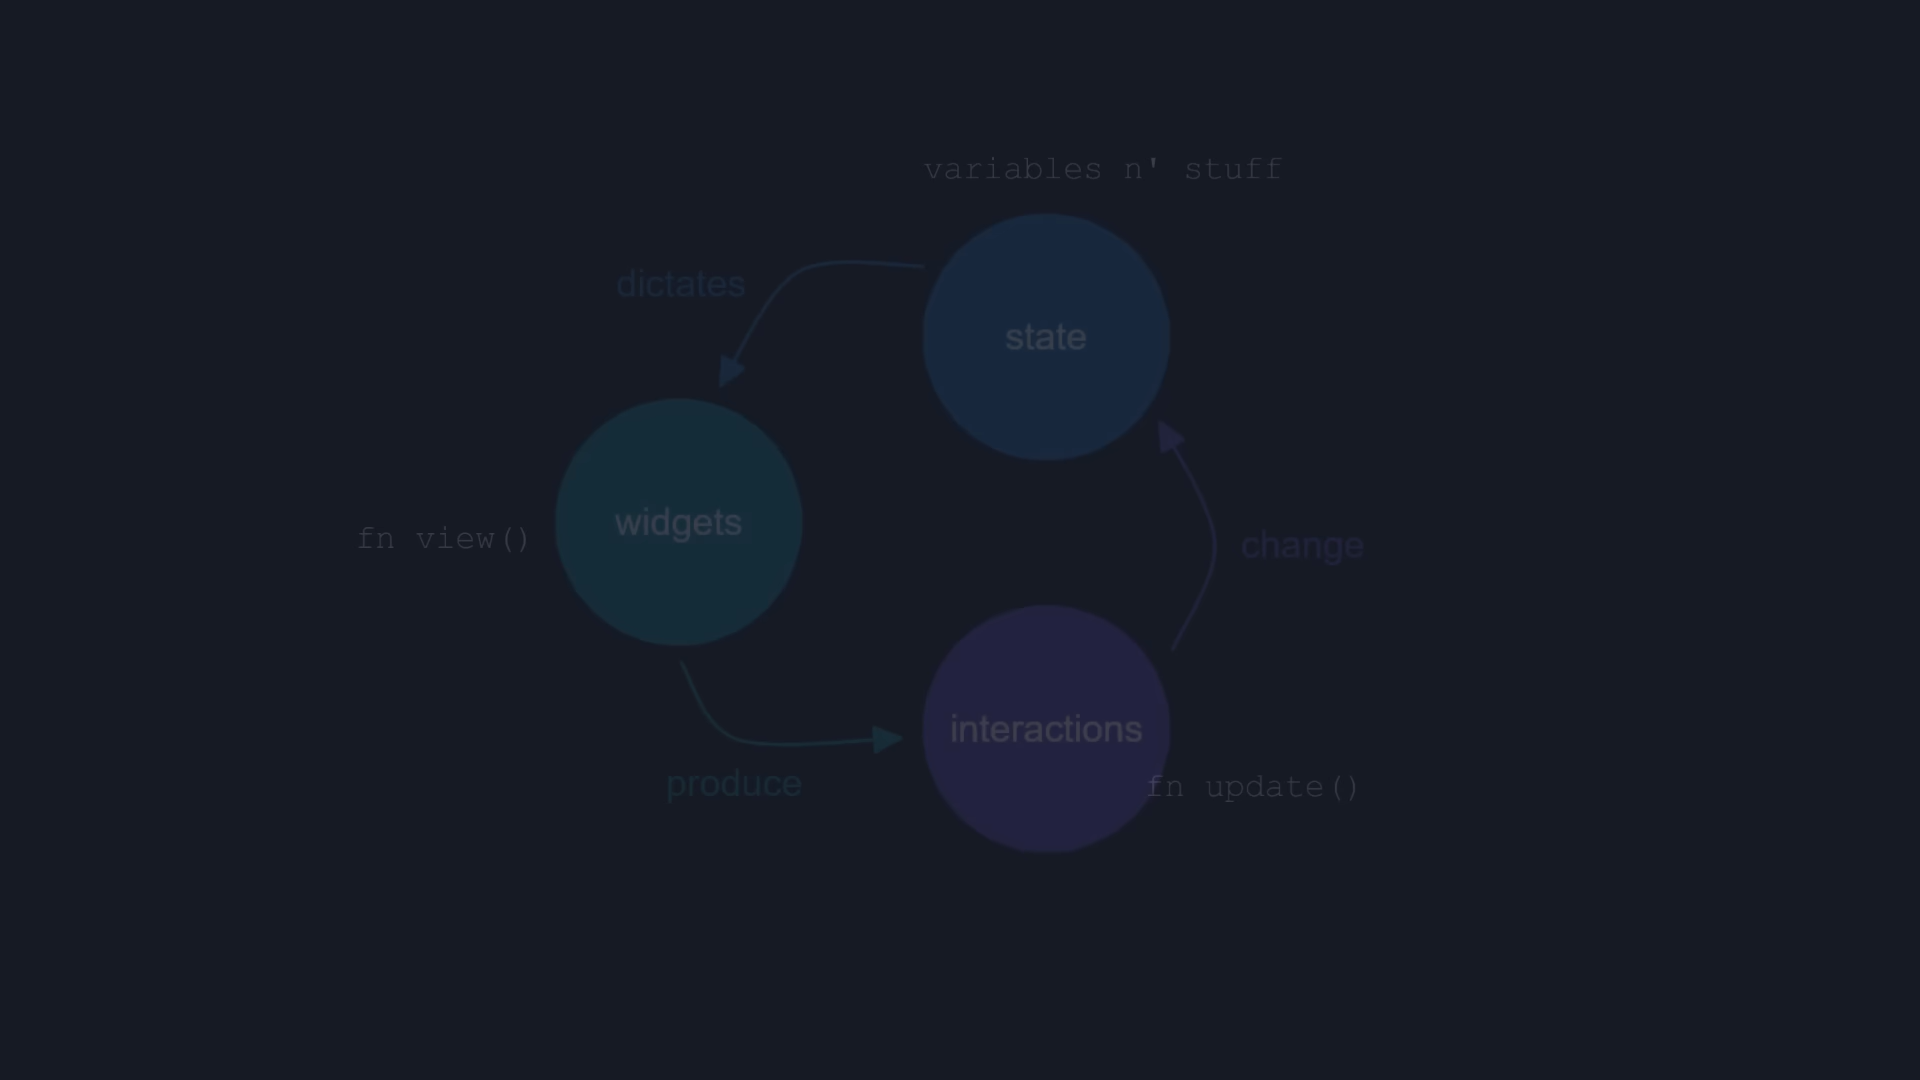 variables n' stuff
dictates
state
widgets
fn view()
change
interactions
produce
fn update()